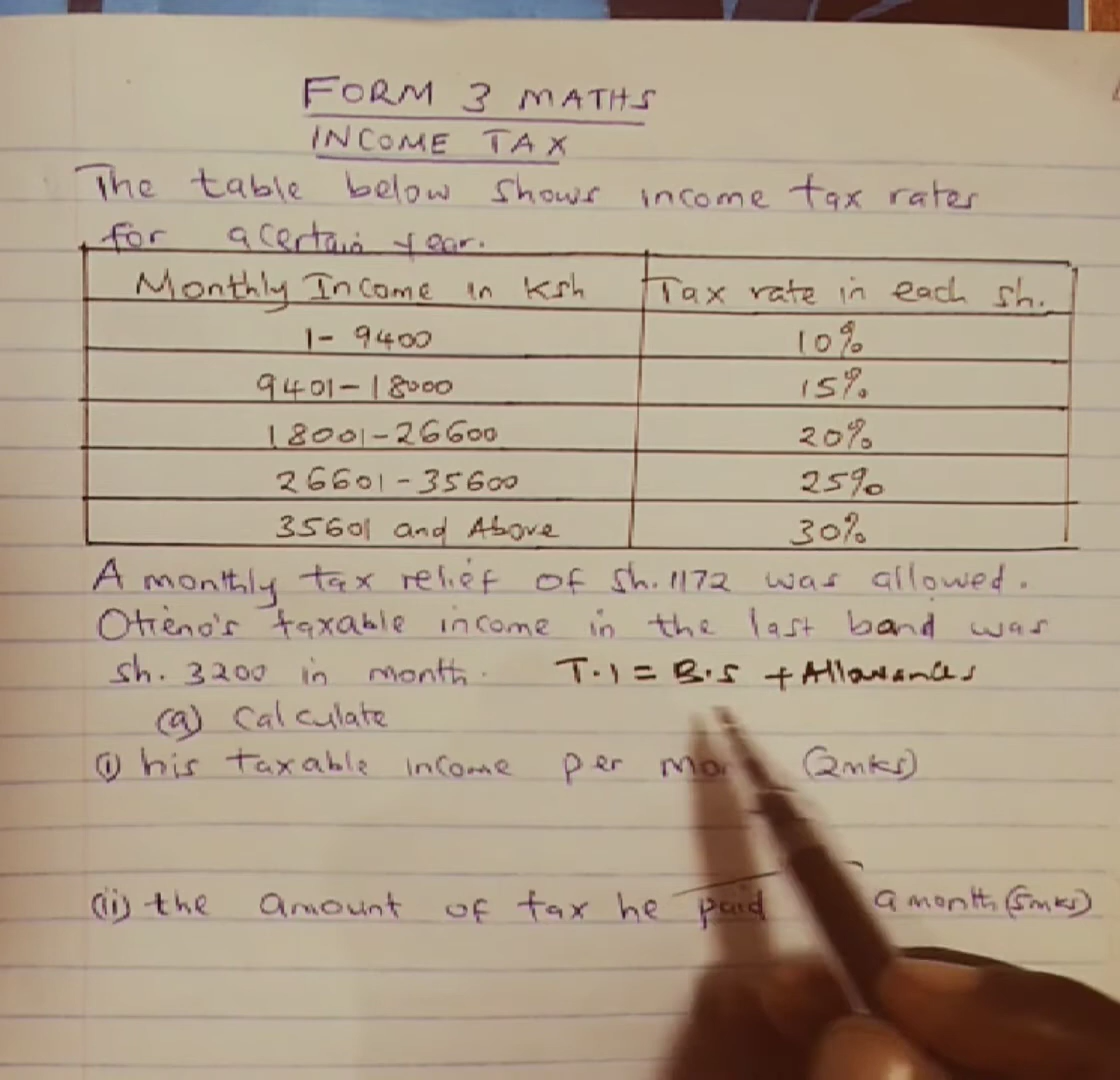 FORM 3 MATHS
INCOME TAX
The table below shows income tax rates
for a certain year.
Monthly Income in Ksh Tax rate in each sh.
1- 9400 10%
9401-18000 15%
18001-26600 20%
26601-35600 25%
35601 and Above 30%
A monthly tax relief of sh.1172 was allowed.
Otieno's taxable income in the last band was
sh. 3200 in month. T.I = B.S + Allowances
(a) Calculate
(i) his taxable income per (2mks)
(ii) the amount of tax he paid a month (5mks)